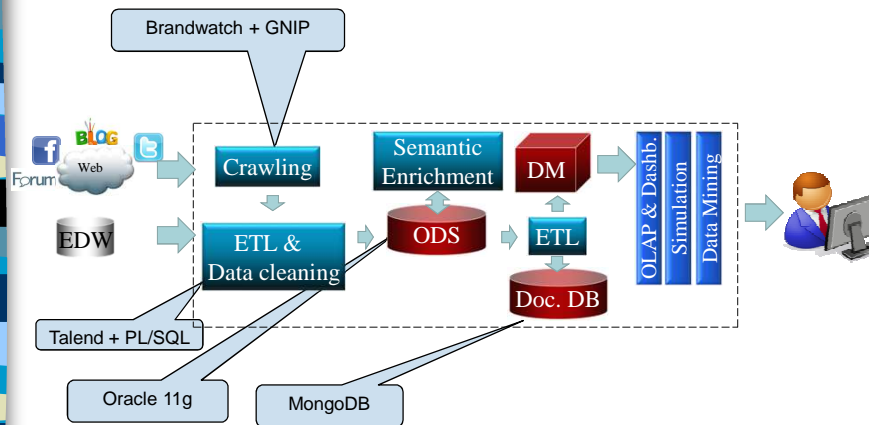 Brandwatch + GNIP
BLOG
f
t
Web
Forum
Crawling
Semantic
Enrichment
DM
OLAP & Dashb.
Simulation
Data Mining
EDW
ETL &
Data cleaning
ODS
ETL
Doc. DB
Talend + PL/SQL
Oracle 11g
MongoDB